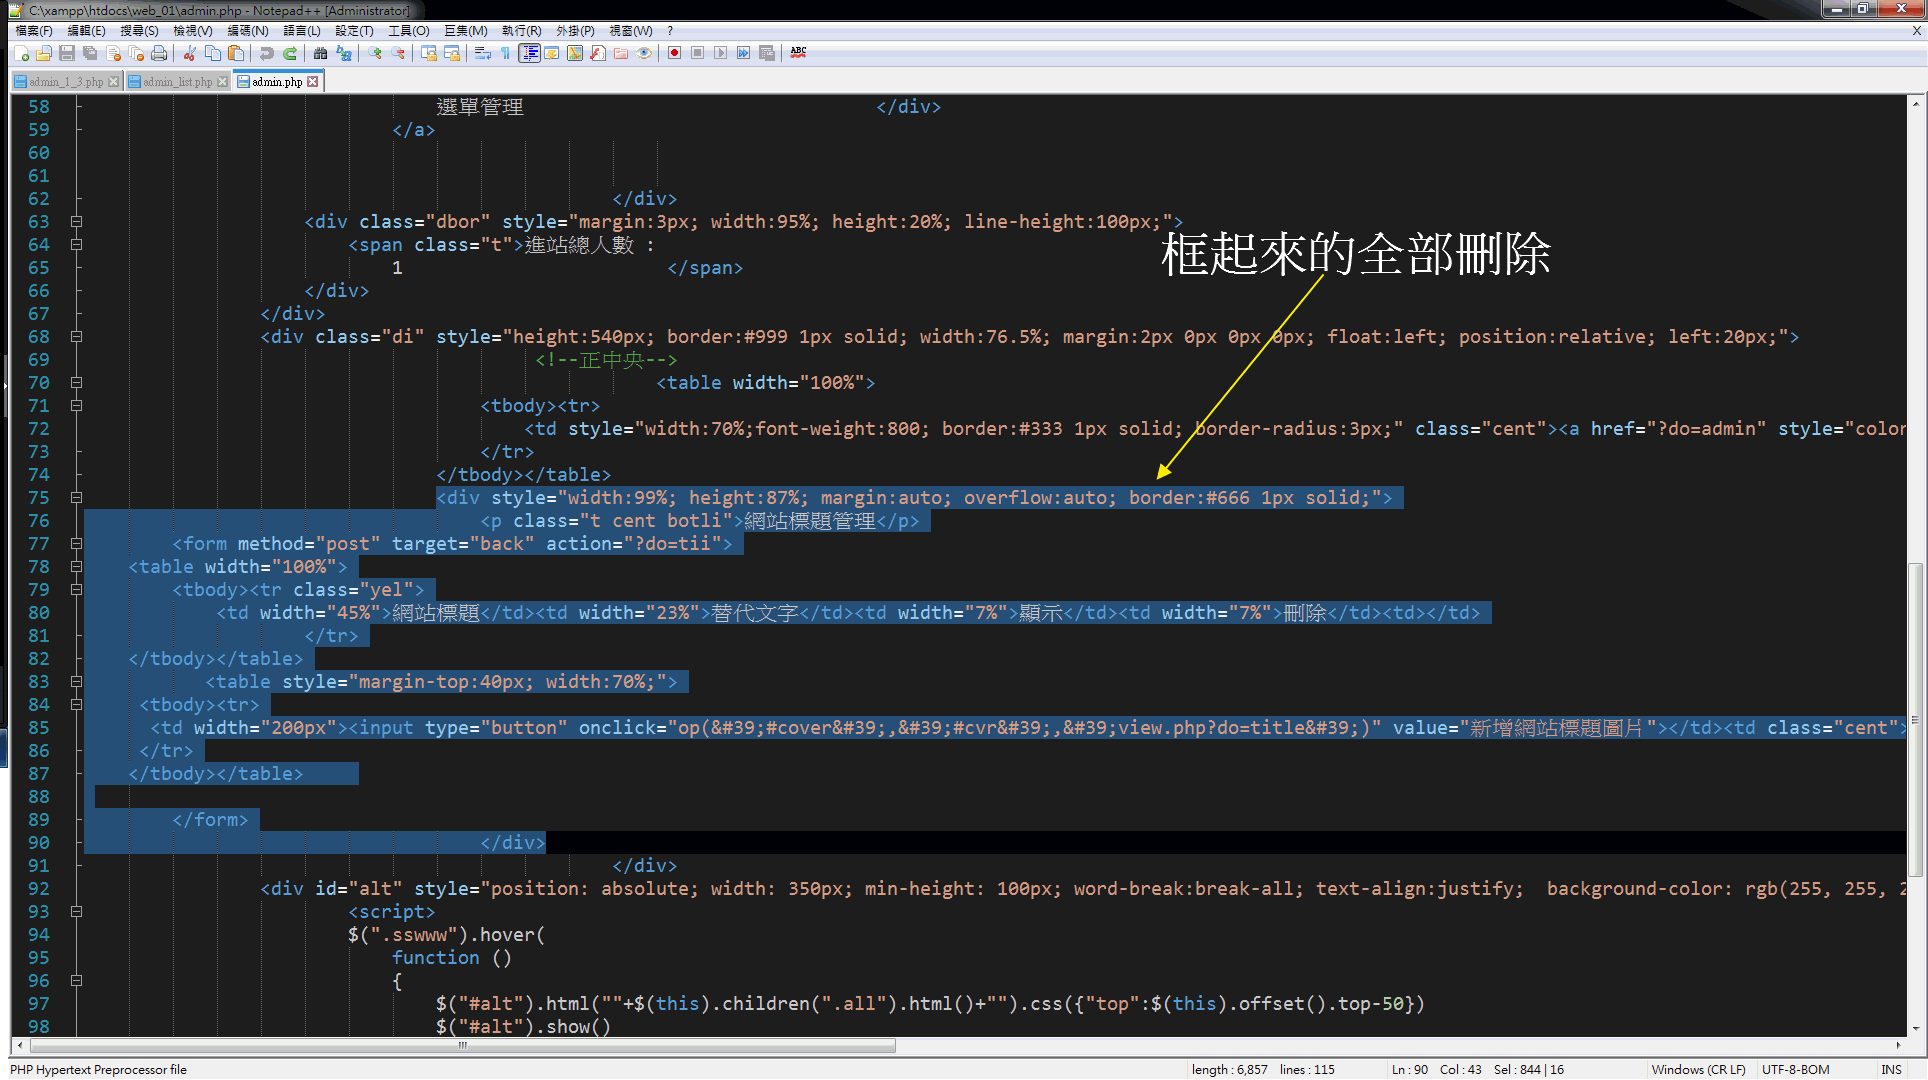 C:\xampp\htdocs\web_01\admin.php - Notepad++ [Administrator]
檔案(F) 編輯(E) 搜尋(S) 檢視(V) 編碼(N) 語言(L) 設定(T) 工具(O) 巨集(M) 執行(R) 外掛(P) 視窗(W) ? X
ABC
admin_1_3.php admin_list.php admin.php
58 選單管理 </div>
59 </a>
60
61
62 </div>
63 <div class="dbor" style="margin:3px; width:95%; height:20%; line-height:100px;">
64 <span class="t">進站總人數 :
框起來的全部刪除
65 1 </span>
66 </div>
67 </div>
68 <div class="di" style="height:540px; border:#999 1px solid; width:76.5%; margin:2px 0px 0px 0px; float:left; position:relative; left:20px;">
69 <!--正中央-->
70 <table width="100%">
71 <tbody><tr>
72 <td style="width:70%;font-weight:800; border:#333 1px solid; border-radius:3px;" class="cent"><a href="?do=admin" style="color
73 </tr>
74 </tbody></table>
75 <div style="width:99%; height:87%; margin:auto; overflow:auto; border:#666 1px solid;">
76 <p class="t cent botli">網站標題管理</p>
77 <form method="post" target="back" action="?do=tii">
78 <table width="100%">
79 <tbody><tr class="yel">
80 <td width="45%">網站標題</td><td width="23%">替代文字</td><td width="7%">顯示</td><td width="7%">刪除</td><td></td>
81 </tr>
82 </tbody></table>
83 <table style="margin-top:40px; width:70%;">
84 <tbody><tr>
85 <td width="200px"><input type="button" onclick="op(&#39;#cover&#39;,&#39;#cvr&#39;,&#39;view.php?do=title&#39;)" value="新增網站標題圖片"></td><td class="cent">
86 </tr>
87 </tbody></table>
88
89 </form>
90 </div>
91 </div>
92 <div id="alt" style="position: absolute; width: 350px; min-height: 100px; word-break:break-all; text-align:justify;  background-color: rgb(255, 255, 2
93 <script>
94 $(".sswww").hover(
95 function ()
96 {
97 $("#alt").html(""+$(this).children(".all").html()+"").css({"top":$(this).offset().top-50})
98 $("#alt").show()
PHP Hypertext Preprocessor file length : 6,857 lines : 115 Ln : 90 Col : 43 Sel : 844 | 16 Windows (CR LF) UTF-8-BOM INS